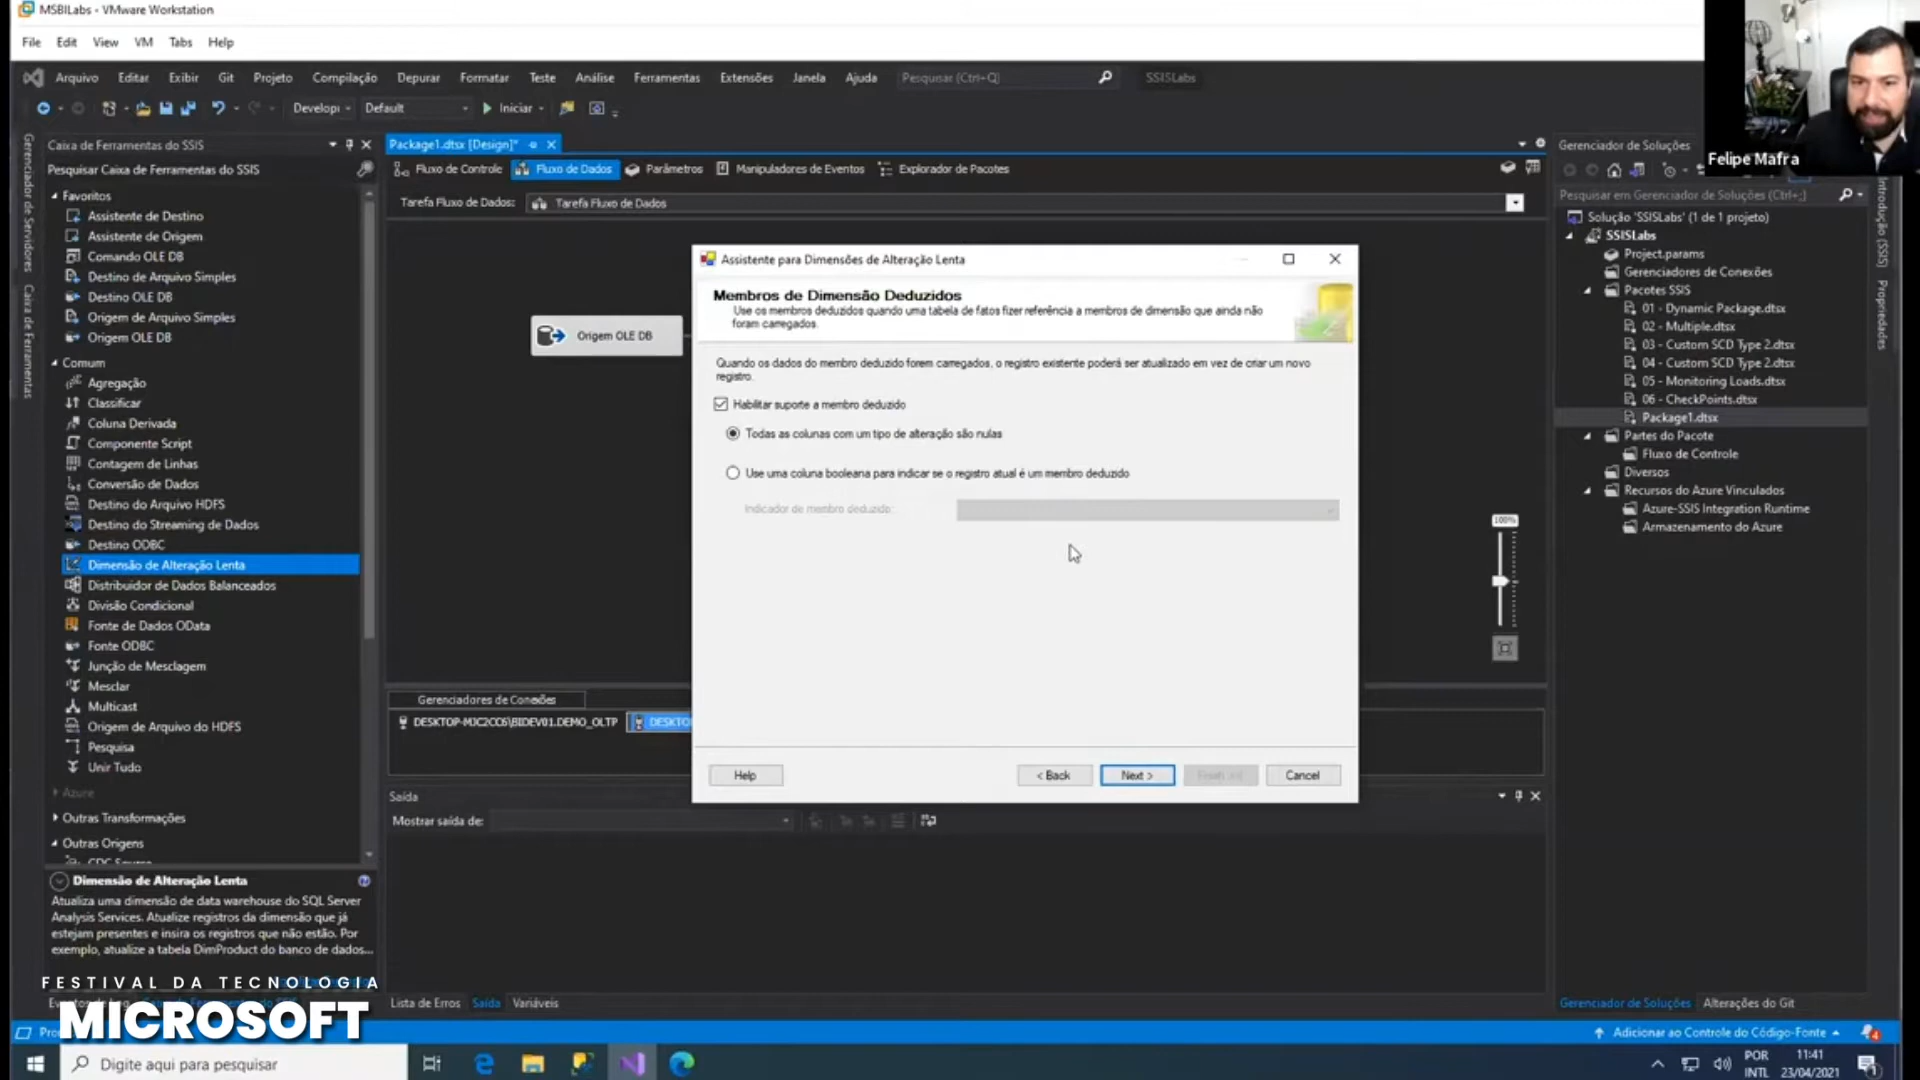 MSBILabs - VMware Workstation
File Edit View VM Tabs Help
Arquivo Editar Exibir Git Projeto Compilação Depurar Formatar Teste Análise Ferramentas Extensões Janela Ajuda Pesquisar (Ctrl+Q) SSISLabs
Develop Default Iniciar
Felipe Mafra
Gerenciador de Servidores
Caixa de Ferramentas
Caixa de Ferramentas do SSIS
Pesquisar Caixa de Ferramentas do SSIS
Favoritos
Assistente de Destino
Assistente de Origem
Comando OLE DB
Destino de Arquivo Simples
Destino OLE DB
Origem de Arquivo Simples
Origem OLE DB
Comum
Agregação
Classificar
Coluna Derivada
Componente Script
Contagem de Linhas
Conversão de Dados
Destino do Arquivo HDFS
Destino do Streaming de Dados
Destino ODBC
Dimensão de Alteração Lenta
Distribuidor de Dados Balanceados
Divisão Condicional
Fonte de Dados OData
Fonte ODBC
Junção de Mesclagem
Mesclar
Multicast
Origem de Arquivo do HDFS
Pesquisa
Unir Tudo
Azure
Outras Transformações
Outras Origens
CDC Source
Dimensão de Alteração Lenta
Atualiza uma dimensão de data warehouse do SQL Server
Analysis Services. Atualize registros da dimensão que já
estejam presentes e insira os registros que não estão. Por
exemplo, atualize a tabela DimProduct do banco de dados...
Package1.dtsx [Design]*
Fluxo de Controle Fluxo de Dados Parâmetros Manipuladores de Eventos Explorador de Pacotes
Tarefa Fluxo de Dados: Tarefa Fluxo de Dados
Origem OLE DB
100%
Assistente para Dimensões de Alteração Lenta
Membros de Dimensão Deduzidos
Use os membros deduzidos quando uma tabela de fatos fizer referência a membros de dimensão que ainda não
foram carregados.
Quando os dados do membro deduzido forem carregados, o registro existente poderá ser atualizado em vez de criar um novo
registro.
Habilitar suporte a membro deduzido
Todas as colunas com um tipo de alteração são nulas
Use uma coluna booleana para indicar se o registro atual é um membro deduzido
Indicador de membro deduzido:
Help < Back Next > Cancel
Gerenciadores de Conexões
DESKTOP-MJC2CC6\BIDEV01.DEMO_OLTP DESKTO
Saída
Mostrar saída de:
Lista de Erros Saída Variáveis
Gerenciador de Soluções
Pesquisar em Gerenciador de Soluções (Ctrl+;)
Solução 'SSISLabs' (1 de 1 projeto)
SSISLabs
Project.params
Gerenciadores de Conexões
Pacotes SSIS
01 - Dynamic Package.dtsx
02 - Multiple.dtsx
03 - Custom SCD Type 2.dtsx
04 - Custom SCD Type 2.dtsx
05 - Monitoring Loads.dtsx
06 - CheckPoints.dtsx
Package1.dtsx
Partes do Pacote
Fluxo de Controle
Diversos
Recursos do Azure Vinculados
Azure-SSIS Integration Runtime
Armazenamento do Azure
Introdução (SSIS)
Propriedades
Gerenciador de Soluções Alterações do Git
FESTIVAL DA TECNOLOGIA
MICROSOFT
Adicionar ao Controle do Código-Fonte
Digite aqui para pesquisar
POR
INTL
11:41
23/04/2021